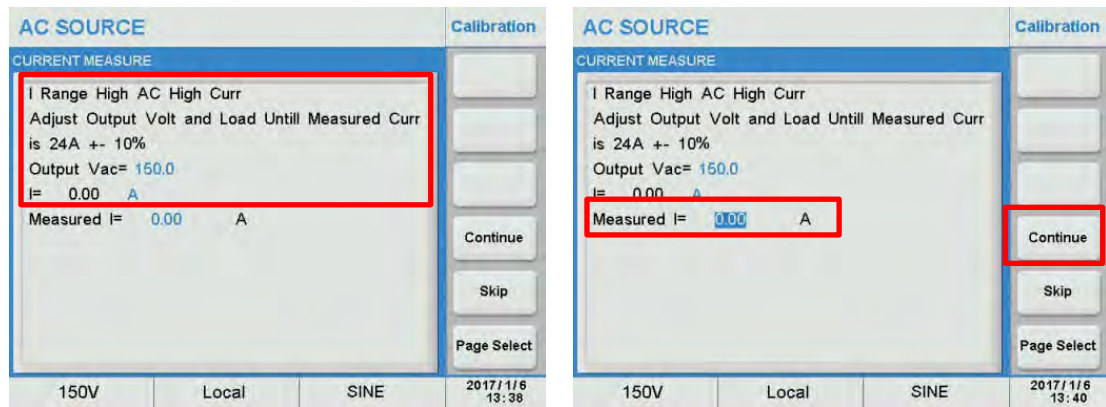 AC SOURCE
Calibration
CURRENT MEASURE
I Range High AC High Curr
Adjust Output Volt and Load Untill Measured Curr
is 24A +- 10%
Output Vac= 150.0
I= 0.00 A
Measured I= 0.00 A
Continue
Skip
Page Select
150V
Local
SINE
2017/1/6
13:38
AC SOURCE
Calibration
CURRENT MEASURE
I Range High AC High Curr
Adjust Output Volt and Load Untill Measured Curr
is 24A +- 10%
Output Vac= 150.0
I= 0.00 A
Measured I= 0.00 A
Continue
Skip
Page Select
150V
Local
SINE
2017/1/6
13:40